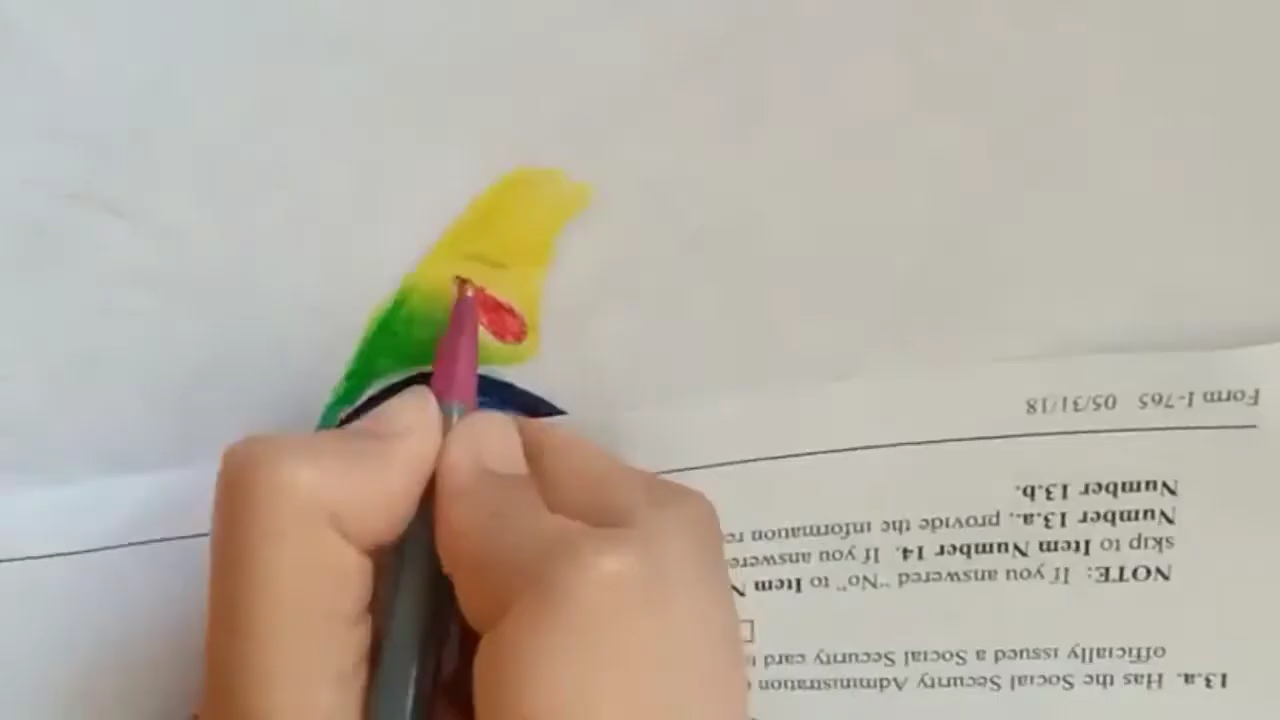 13.a. Has the Social Security Administration
officially issued a Social Security card
NOTE: If you answered "No" to Item
skip to Item Number 14. If you
Number 13.a., provide the information
Number 13.b.
Form I-765 05/31/18